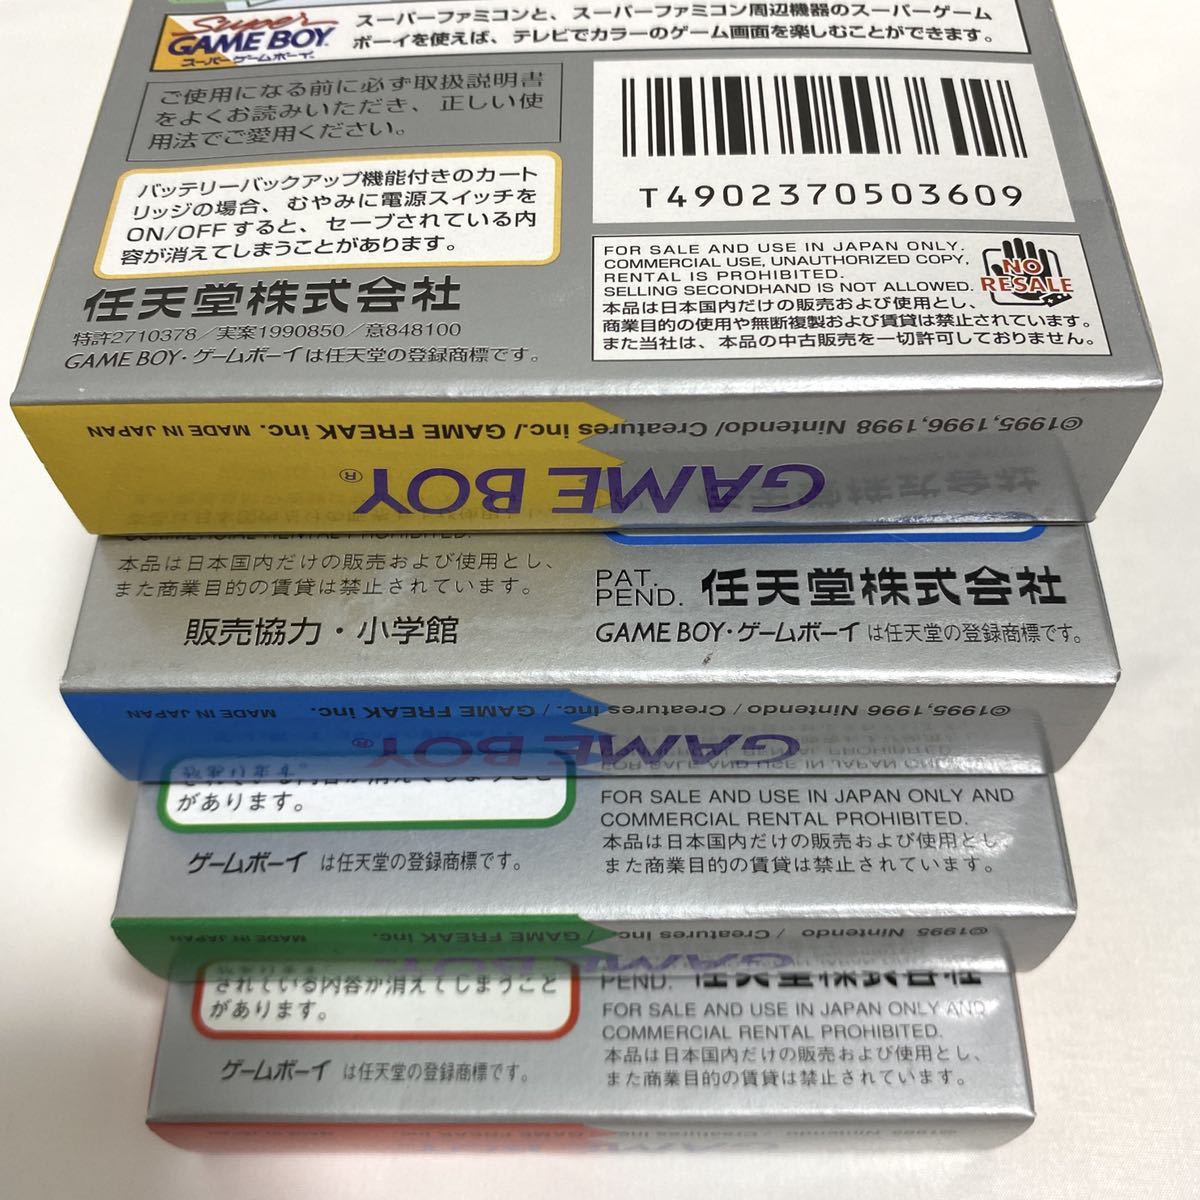 Super
GAME BOY
スーパーゲームボーイ
スーパーファミコンと、スーパーファミコン周辺機器のスーパーゲーム
ボーイを使えば、テレビでカラーのゲーム画面を楽しむことができます。
ご使用になる前に必ず取扱説明書
をよくお読みいただき、正しい使
用法でご愛用ください。
バッテリーバックアップ機能付きのカート
リッジの場合、むやみに電源スイッチを
ON/OFFすると、セーブされている内
容が消えてしまうことがあります。
T4902370503609
FOR SALE AND USE IN JAPAN ONLY.
COMMERCIAL USE, UNAUTHORIZED COPY,
RENTAL IS PROHIBITED.
SELLING SECONDHAND IS NOT ALLOWED.
NO
RESALE
本品は日本国内だけの販売および使用とし、
商業目的の使用や無断複製および賃貸は禁止されています。
また当社は、本品の中古販売を一切許可しておりません。
任天堂株式会社
特許2710378／実案1990850／意848100
GAME BOY・ゲームボーイは任天堂の登録商標です。
©1995,1996,1998 Nintendo/Creatures inc./GAME FREAK inc. MADE IN JAPAN
GAME BOY®
本品は日本国内だけの販売および使用とし、
また商業目的の賃貸は禁止されています。
販売協力・小学館
PAT.
PEND. 任天堂株式会社
GAME BOY・ゲームボーイは任天堂の登録商標です。
©1995,1996 Nintendo / Creatures inc. / GAME FREAK inc. MADE IN JAPAN
GAME BOY®
があります。
ゲームボーイは任天堂の登録商標です。
FOR SALE AND USE IN JAPAN ONLY AND
COMMERCIAL RENTAL PROHIBITED.
本品は日本国内だけの販売および使用とし、
また商業目的の賃貸は禁止されています。
©1995 Nintendo / Creatures inc. / GAME FREAK inc. MADE IN JAPAN
GAME BOY
されている内容が消えてしまうこと
があります。
ゲームボーイは任天堂の登録商標です。
PEND. 任天堂株式会社
FOR SALE AND USE IN JAPAN ONLY AND
COMMERCIAL RENTAL PROHIBITED.
本品は日本国内だけの販売および使用とし、
また商業目的の賃貸は禁止されています。
©1995 Nintendo / Creatures inc. / GAME FREAK inc. MADE IN JAPAN